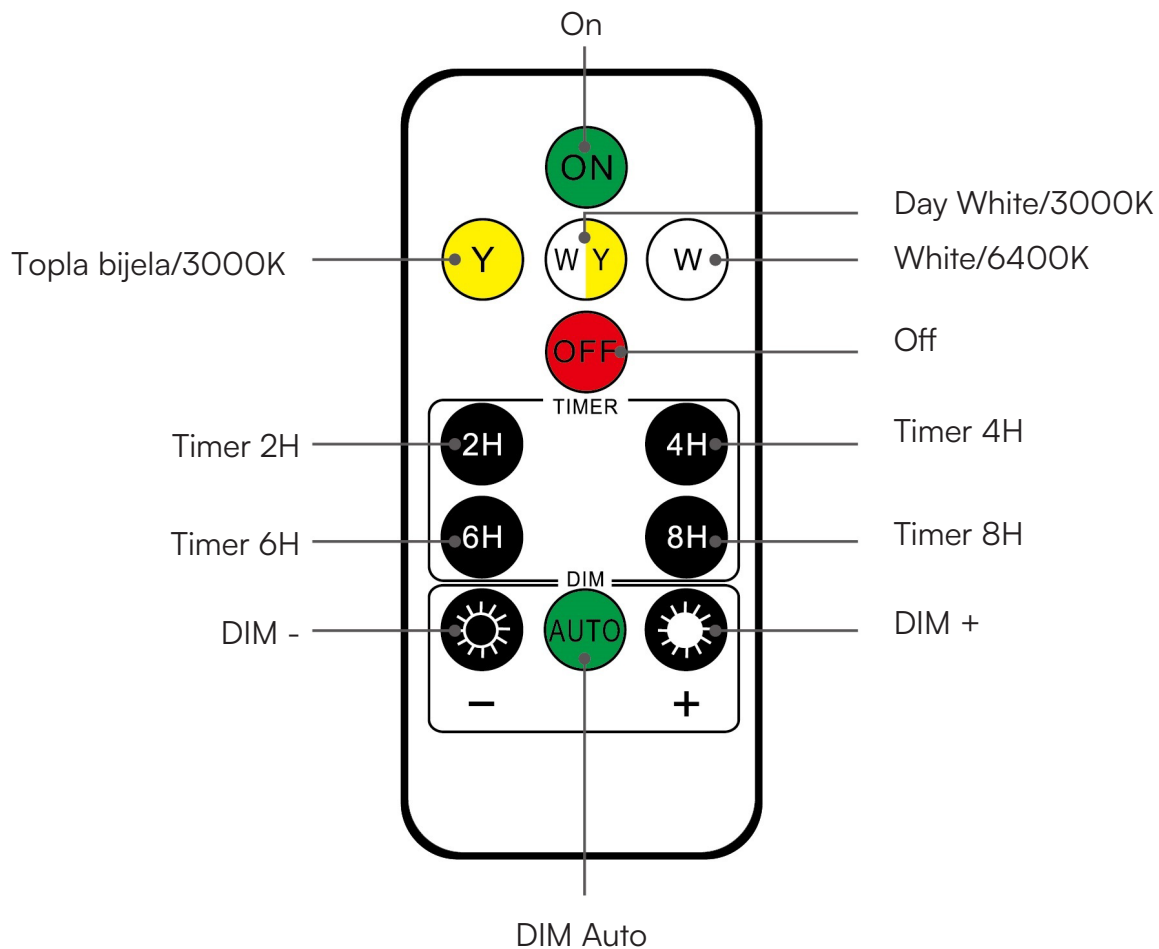 On
ON
Day White/3000K
Topla bijela/3000K
Y
W Y
W
White/6400K
OFF
Off
TIMER
Timer 2H
2H
4H
Timer 4H
Timer 6H
6H
8H
Timer 8H
DIM
DIM -
AUTO
DIM +
- +
DIM Auto